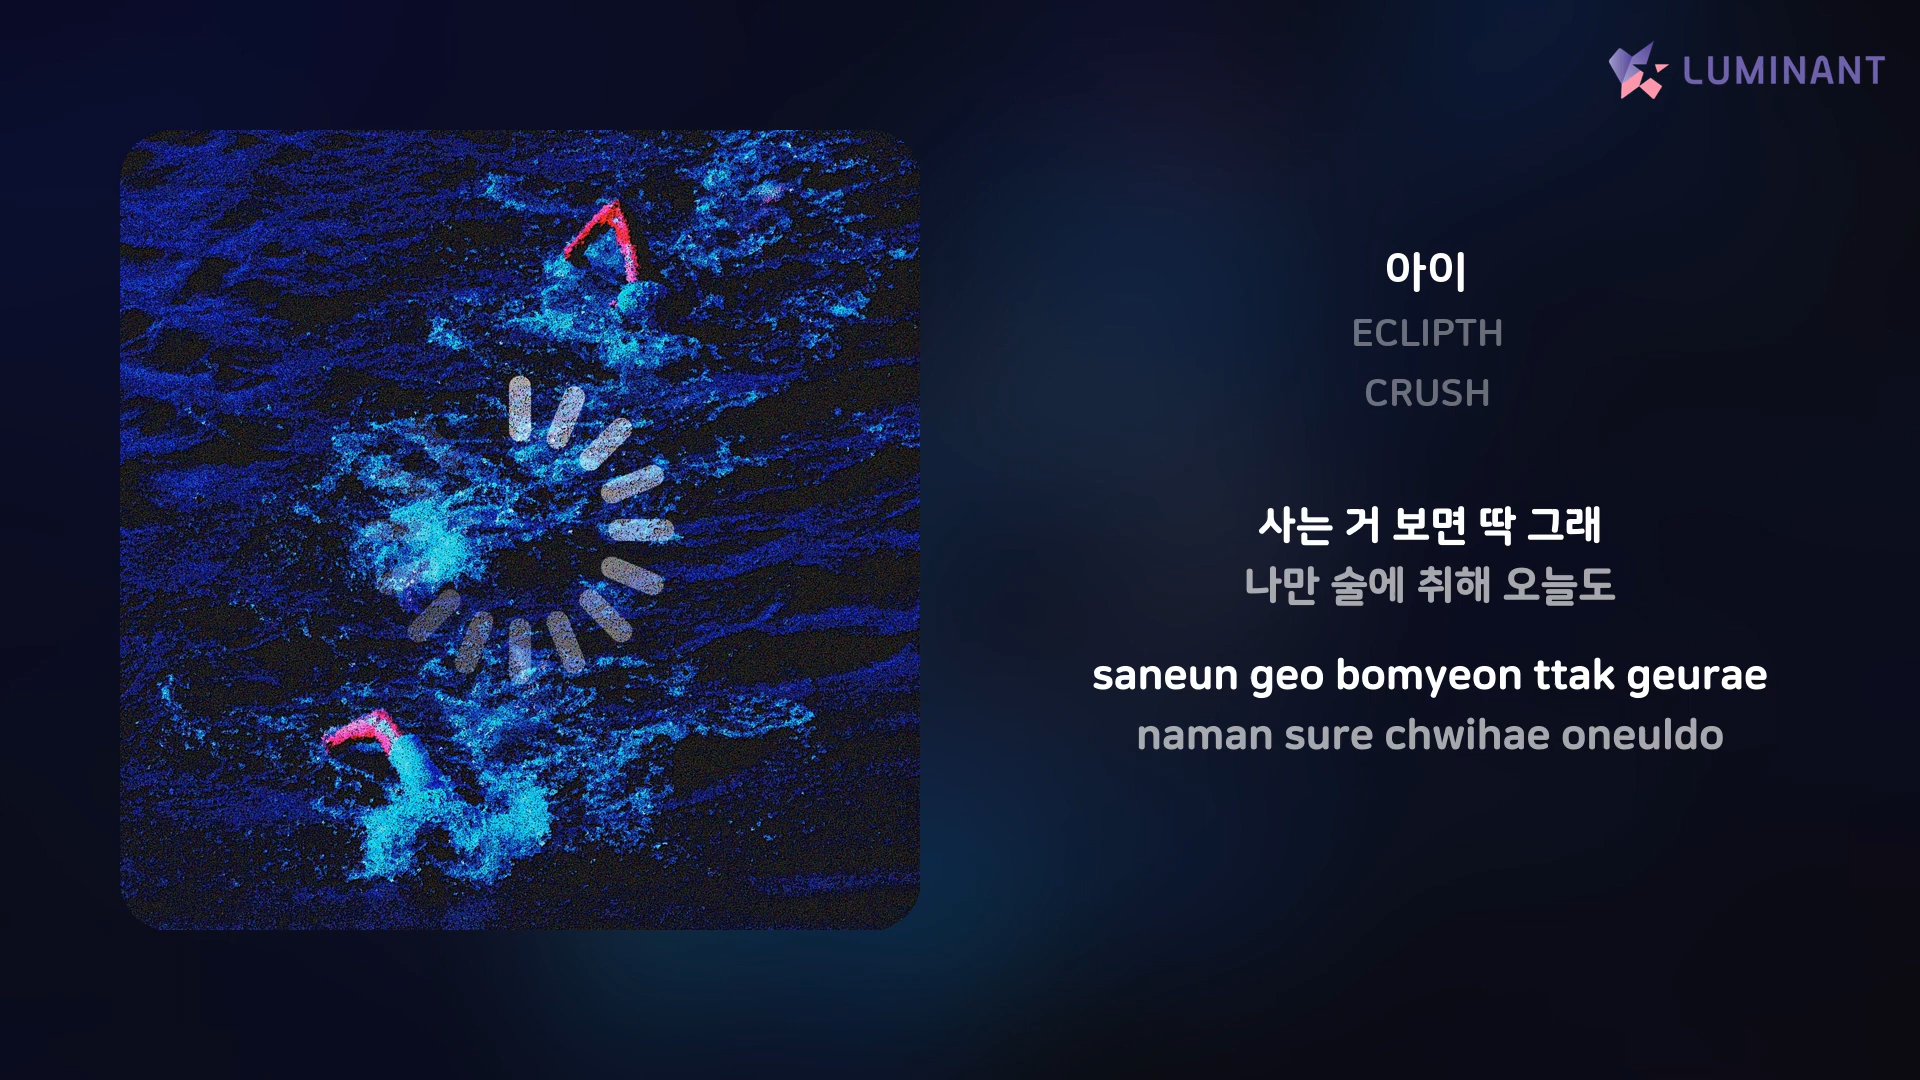 LUMINANT
아이
ECLIPTH
CRUSH
사는 거 보면 딱 그래
나만 술에 취해 오늘도
saneun geo bomyeon ttak geurae
naman sure chwihae oneuldo